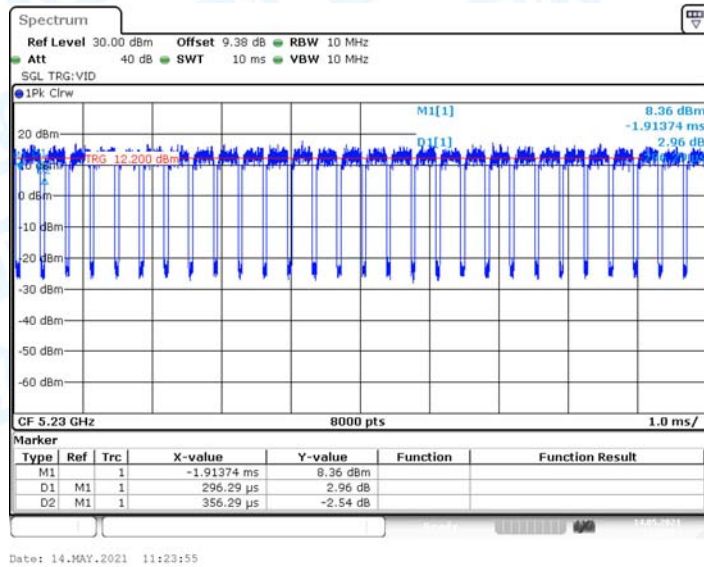 Spectrum
Ref Level 30.00 dBm Offset 9.38 dB RBW 10 MHz
Att 40 dB SWT 10 ms VBW 10 MHz
SGL TRG:VID
1Pk Clrw
M1[1] 8.36 dBm
-1.91374 ms
20 dBm
D1[1] 2.96 dB
TRG 12.200 dBm
0 dBm
-10 dBm
-20 dBm
-30 dBm
-40 dBm
-50 dBm
-60 dBm
CF 5.23 GHz 8000 pts 1.0 ms/
Marker
Type Ref Trc X-value Y-value Function Function Result
M1 1 -1.91374 ms 8.36 dBm
D1 M1 1 296.29 µs 2.96 dB
D2 M1 1 356.29 µs -2.54 dB
14.05.2021
Date: 14.MAY.2021 11:23:55